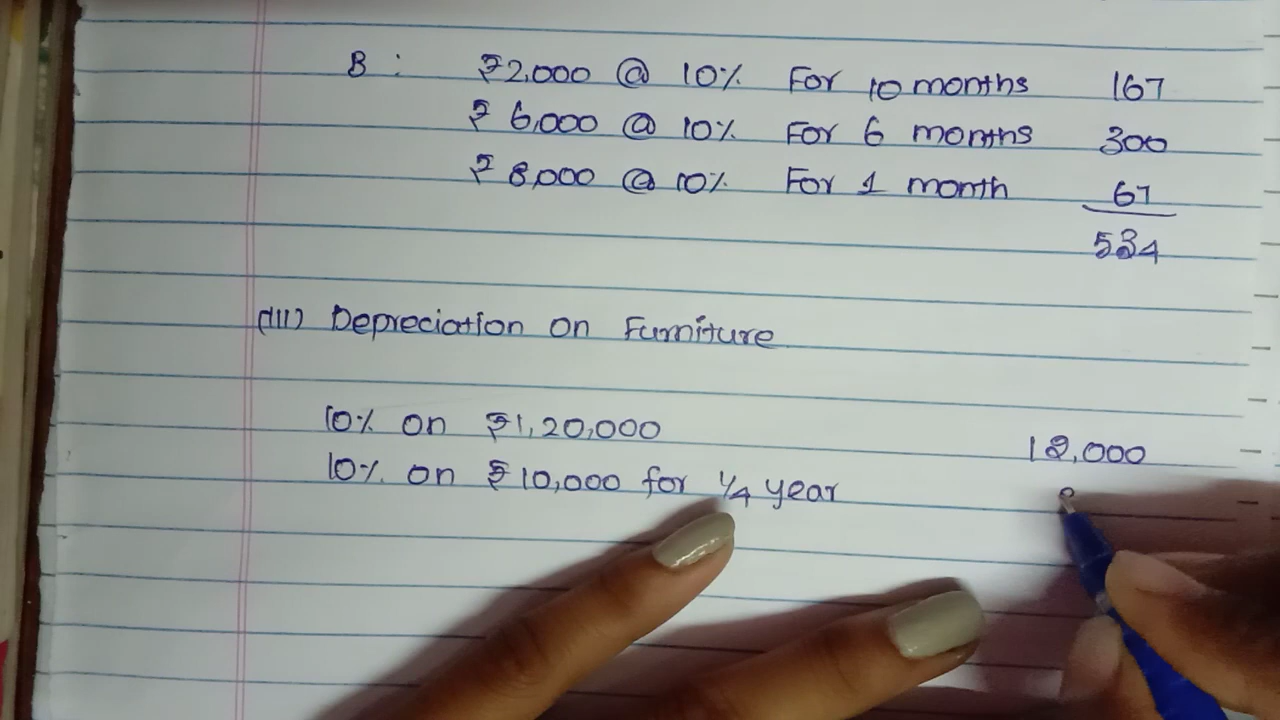 B : ₹2,000 @ 10% For 10 months 167
₹ 6,000 @ 10% For 6 months 300
₹ 8,000 @ 10% For 1 month 67
534
(III) Depreciation on Furniture
10% on ₹1,20,000 12,000
10% on ₹10,000 for 1/4 year